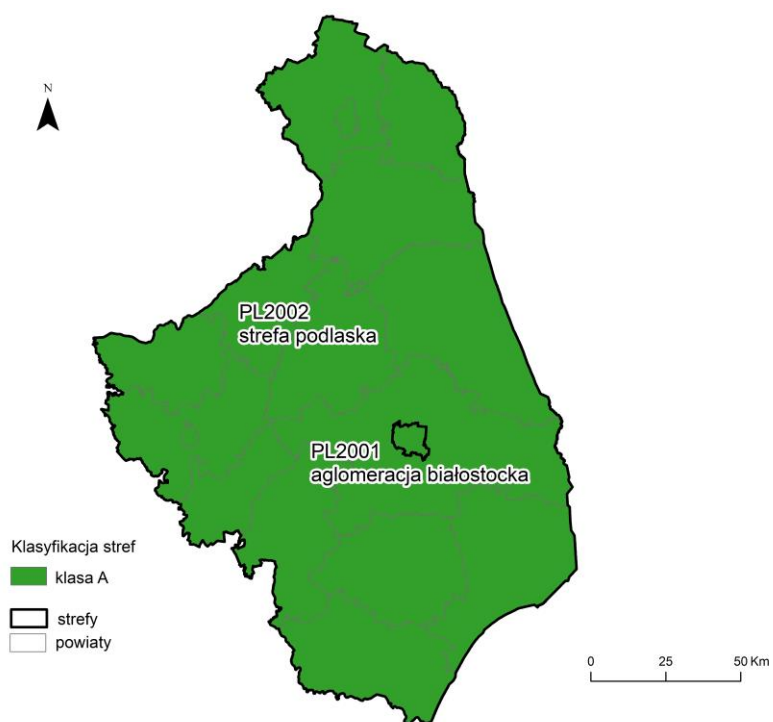 N
PL2002
strefa podlaska
PL2001
aglomeracja białostocka
Klasyfikacja stref
klasa A
strefy
powiaty
0 25 50 Km